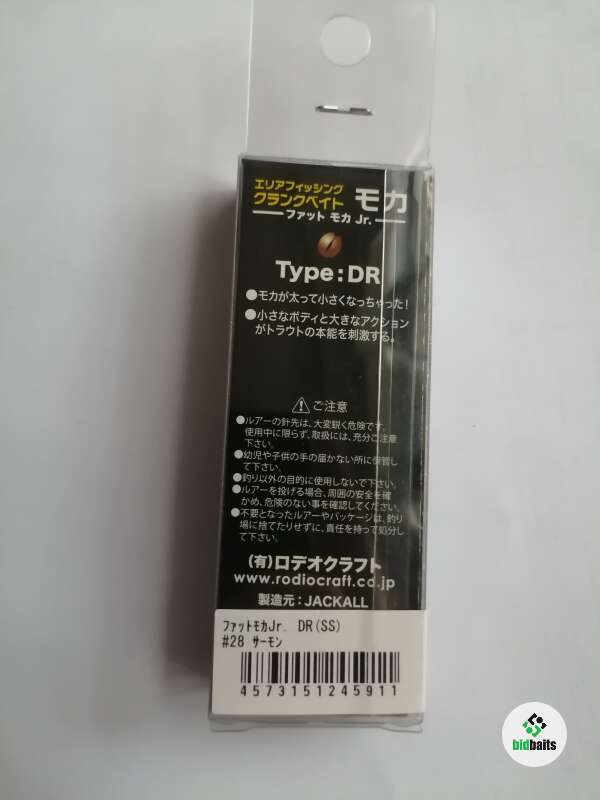 エリアフィッシング
クランクベイト モカ
ファット モカ Jr.
Type:DR
●モカが太って小さくなっちゃった！
●小さなボディと大きなアクション
がトラウトの本能を刺激する。
ご注意
●ルアーの針先は、大変鋭く危険です。
使用中に限らず、取扱には、充分ご注意
下さい。
●幼児や子供の手の届かない所に保管し
て下さい。
●釣り以外の目的に使用しないで下さい。
●ルアーを投げる場合、周囲の安全を確
かめ、危険のない事を確認してください。
●不要となったルアーやパッケージは、釣り
場に捨てたりせずに、責任を持って処分し
て下さい。
(有)ロデオクラフト
www.rodiocraft.co.jp
製造元：JACKALL
ﾌｧｯﾄﾓｶJr. DR(SS)
#28 ｻｰﾓﾝ
4573151245911
bidbaits